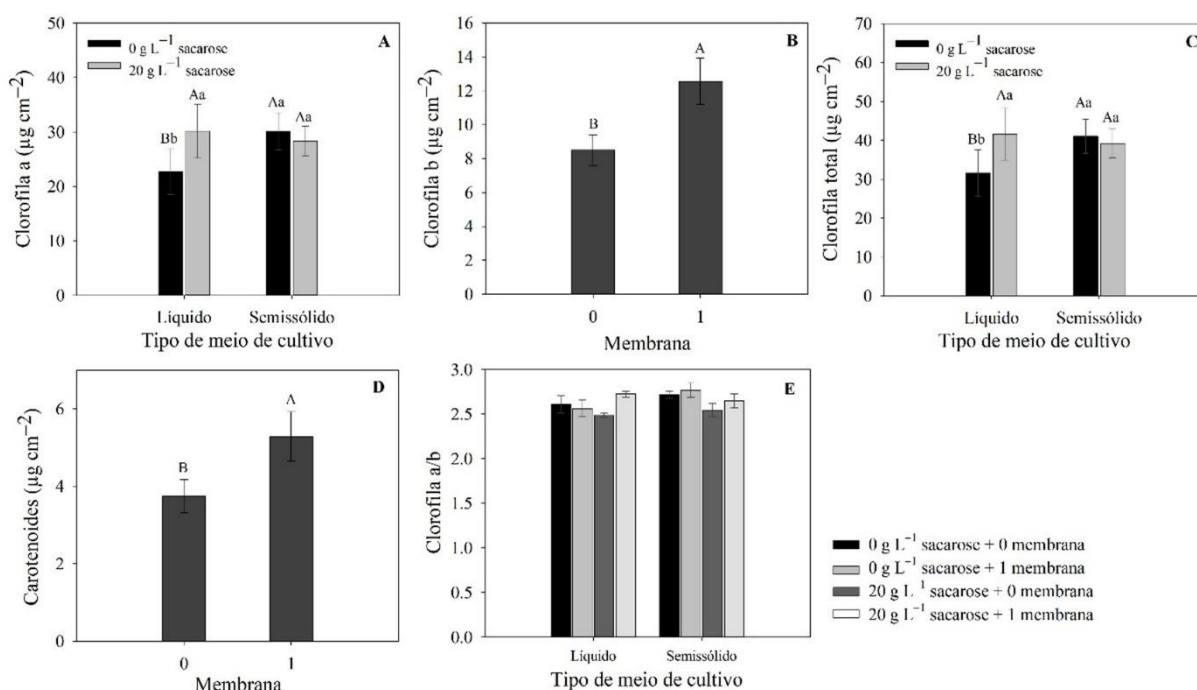 50
40
30
20
10
0
Clorofila a (µg cm⁻²)
0 g L⁻¹ sacarose
20 g L⁻¹ sacarose
A
Bb
Aa
Aa
Aa
Líquido
Semissólido
Tipo de meio de cultivo
16
14
12
10
8
6
4
2
0
Clorofila b (µg cm⁻²)
B
B
A
0
1
Membrana
70
60
50
40
30
20
10
0
Clorofila total (µg cm⁻²)
0 g L⁻¹ sacarose
20 g L⁻¹ sacarose
C
Bb
Aa
Aa
Aa
Líquido
Semissólido
Tipo de meio de cultivo
6
4
2
0
Carotenoides (µg cm⁻²)
D
B
A
0
1
Membrana
3.0
2.5
2.0
1.5
1.0
0.0
Clorofila a/b
E
Líquido
Semissólido
Tipo de meio de cultivo
0 g L⁻¹ sacarose + 0 membrana
0 g L⁻¹ sacarose + 1 membrana
20 g L⁻¹ sacarose + 0 membrana
20 g L⁻¹ sacarose + 1 membrana